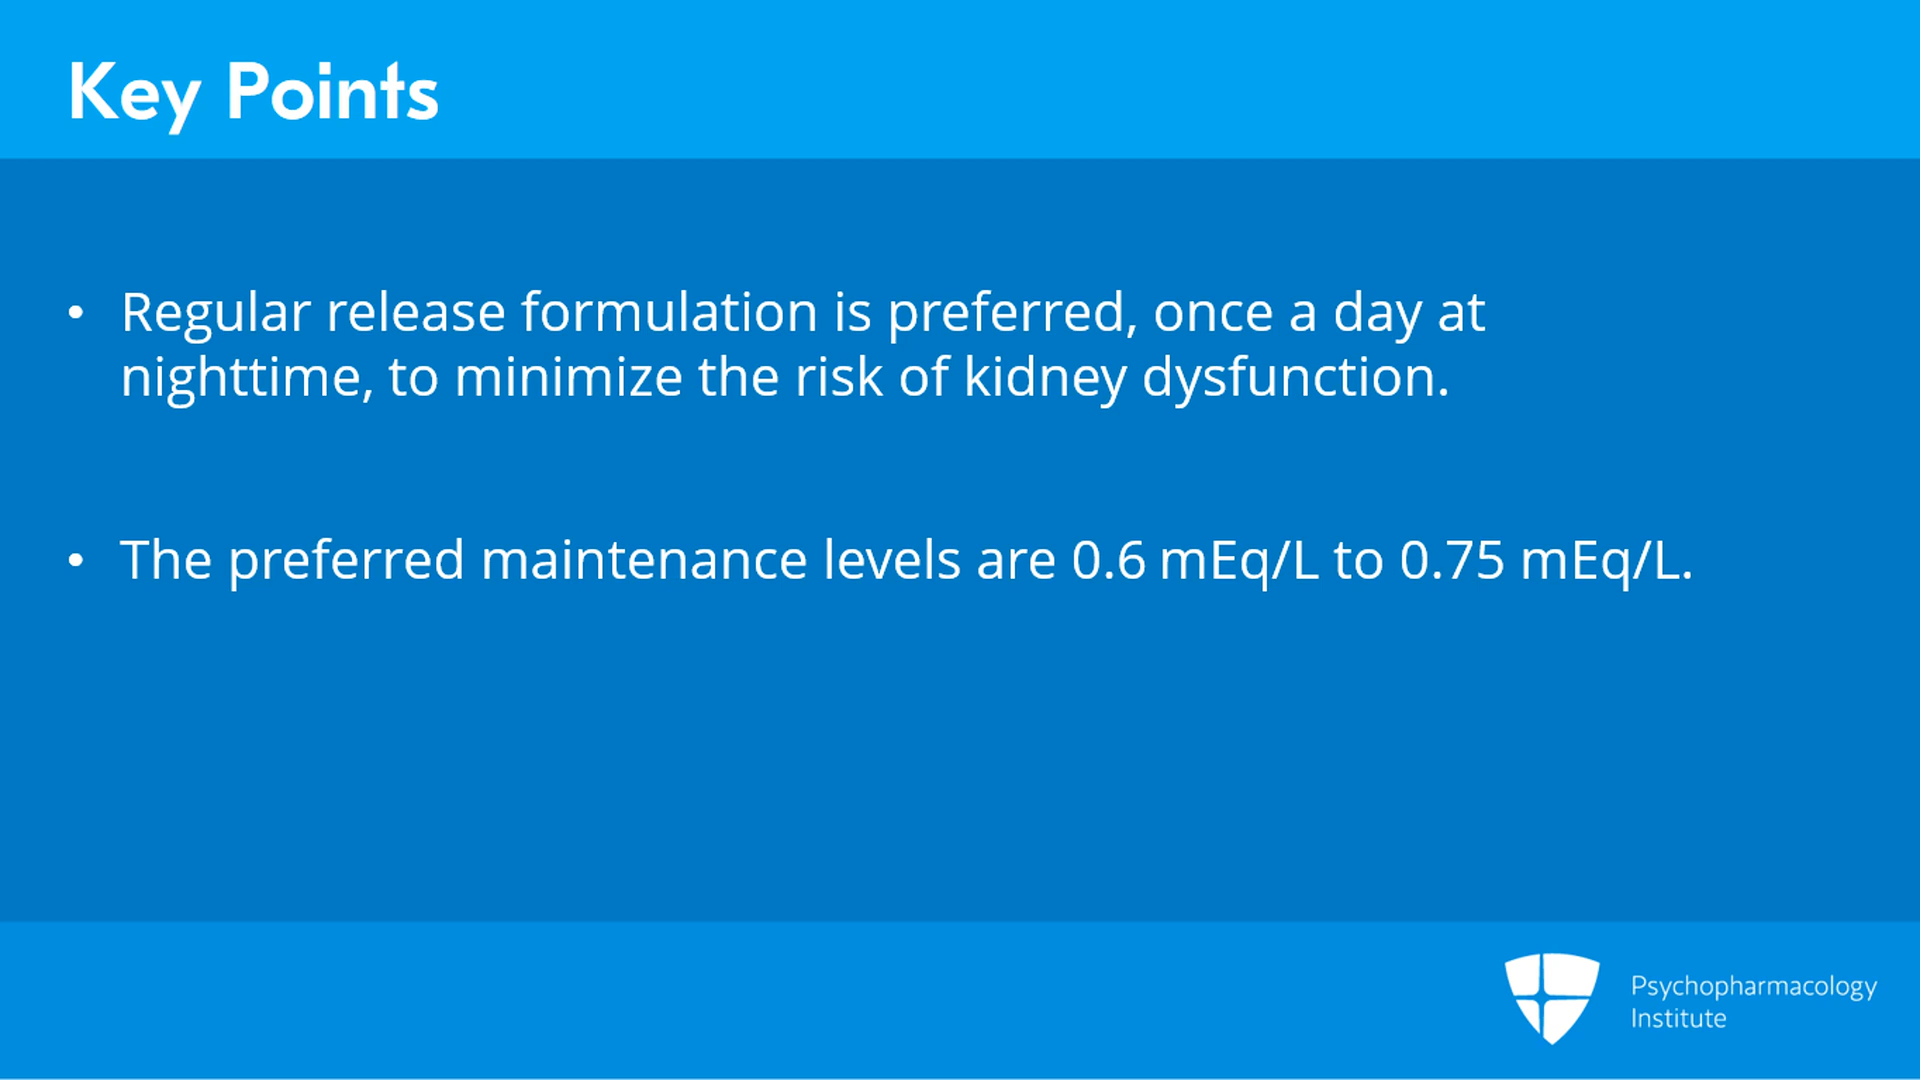 Key Points
• Regular release formulation is preferred, once a day at
nighttime, to minimize the risk of kidney dysfunction.
• The preferred maintenance levels are 0.6 mEq/L to 0.75 mEq/L.
Psychopharmacology
Institute